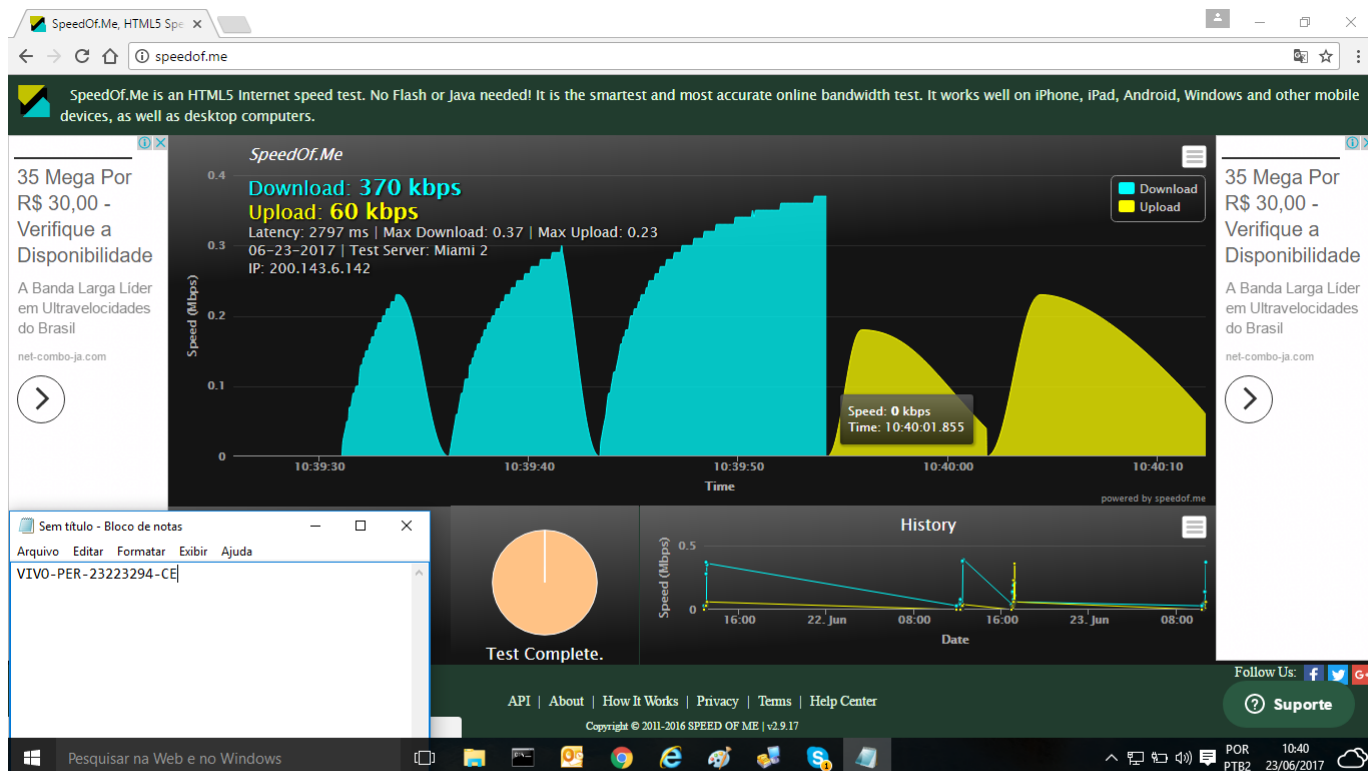 SpeedOf.Me, HTML5 Spe
speedof.me
SpeedOf.Me is an HTML5 Internet speed test. No Flash or Java needed! It is the smartest and most accurate online bandwidth test. It works well on iPhone, iPad, Android, Windows and other mobile
devices, as well as desktop computers.
35 Mega Por
R$ 30,00 -
Verifique a
Disponibilidade
A Banda Larga Líder
em Ultravelocidades
do Brasil
net-combo-ja.com
SpeedOf.Me
Download: 370 kbps
Upload: 60 kbps
Latency: 2797 ms | Max Download: 0.37 | Max Upload: 0.23
06-23-2017 | Test Server: Miami 2
IP: 200.143.6.142
Download
Upload
Speed (Mbps)
0.4
0.3
0.2
0.1
0
Speed: 0 kbps
Time: 10:40:01.855
10:39:30 10:39:40 10:39:50 10:40:00 10:40:10
Time
powered by speedof.me
35 Mega Por
R$ 30,00 -
Verifique a
Disponibilidade
A Banda Larga Líder
em Ultravelocidades
do Brasil
net-combo-ja.com
Sem título - Bloco de notas
Arquivo Editar Formatar Exibir Ajuda
VIVO-PER-23223294-CE
Test Complete.
History
Speed (Mbps)
0.5
0
16:00 22. Jun 08:00 16:00 23. Jun 08:00
Date
Follow Us:
API | About | How It Works | Privacy | Terms | Help Center
Copyright © 2011-2016 SPEED OF ME | v2.9.17
Suporte
Pesquisar na Web e no Windows
POR
PTB2
10:40
23/06/2017